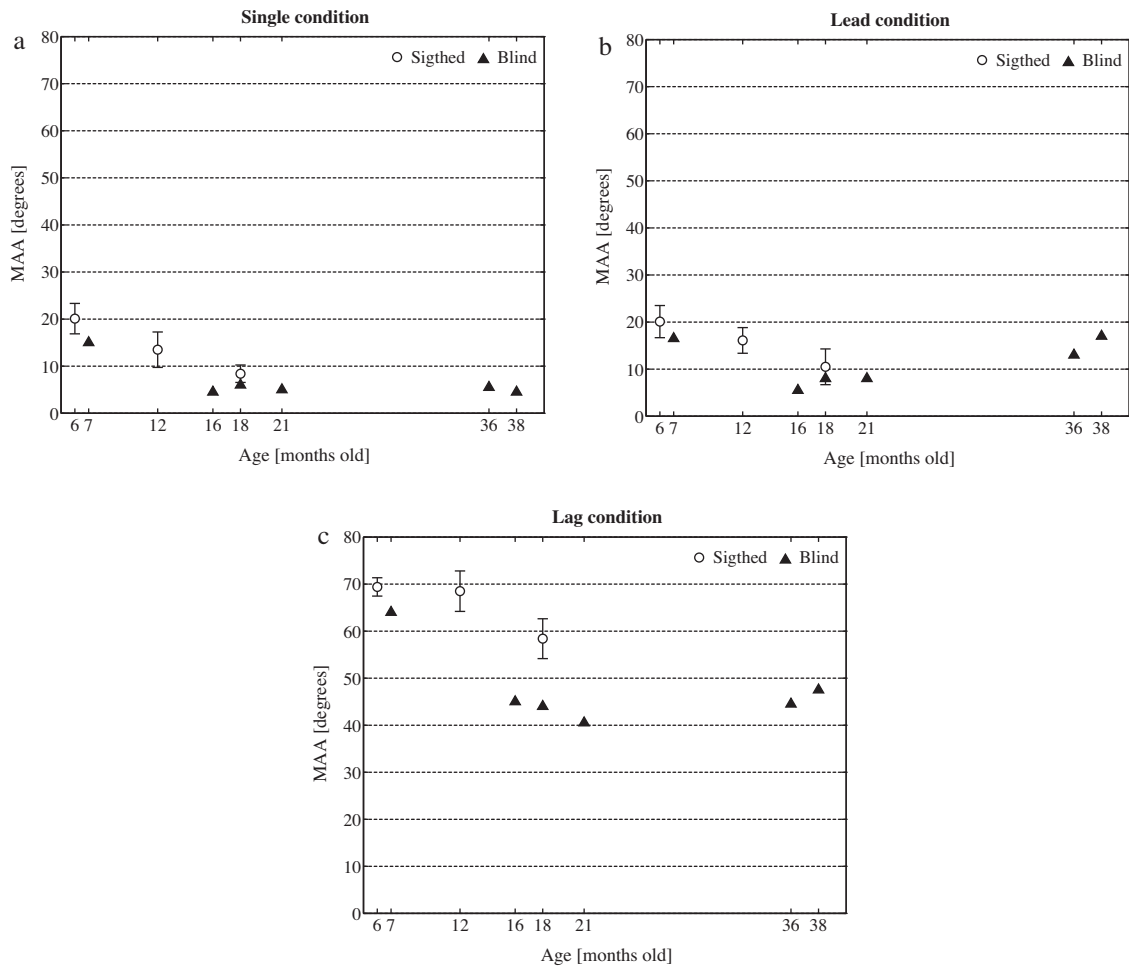 Single condition
a
Sigthed Blind
80
70
60
50
40
30
20
10
0
MAA [degrees]
6 7 12 16 18 21 36 38
Age [months old]
Lead condition
b
Sigthed Blind
80
70
60
50
40
30
20
10
0
MAA [degrees]
6 7 12 16 18 21 36 38
Age [months old]
Lag condition
c
Sigthed Blind
80
70
60
50
40
30
20
10
0
MAA [degrees]
6 7 12 16 18 21 36 38
Age [months old]